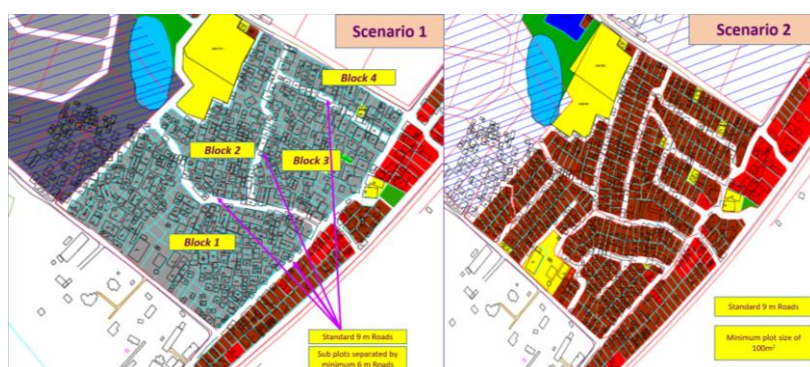 Scenario 1
Block 4
Block 2
Block 3
Block 1
Standard 9 m Roads
Sub plots separated by
minimum 6 m Roads
Scenario 2
Standard 9 m Roads
Minimum plot size of
100m²